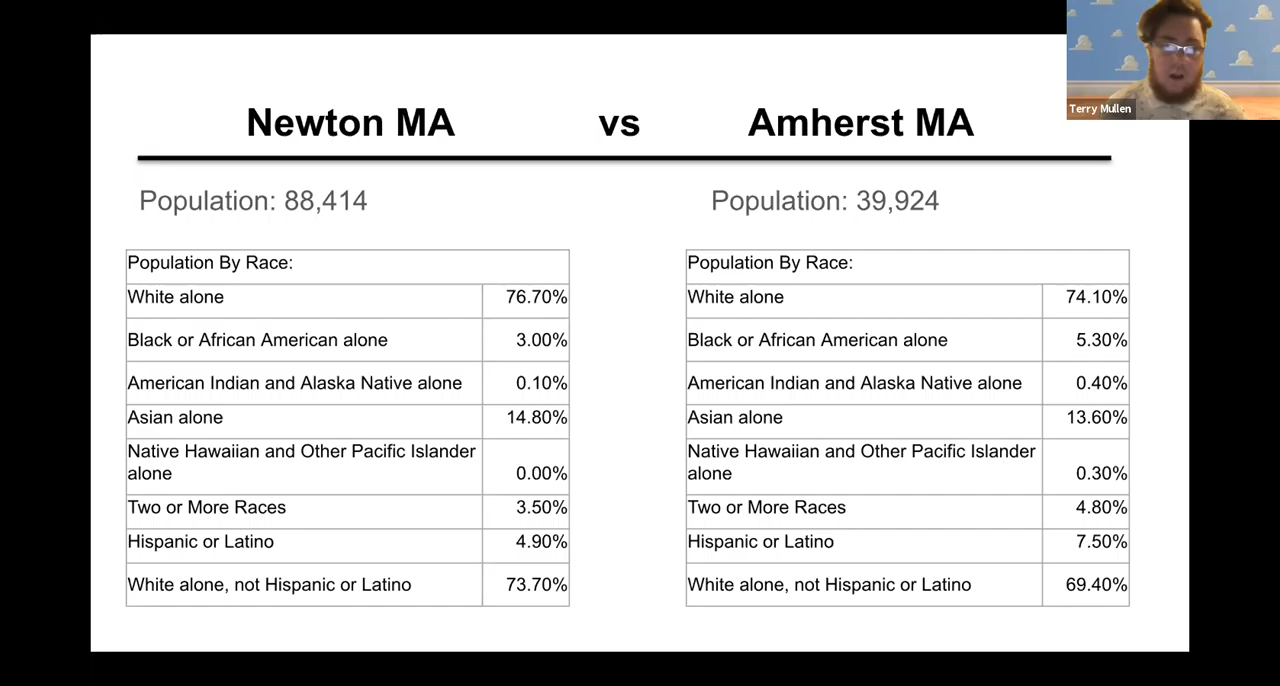 Terry Mullen
Newton MA vs Amherst MA
Population: 88,414
Population: 39,924
Population By Race:
White alone 76.70%
Black or African American alone 3.00%
American Indian and Alaska Native alone 0.10%
Asian alone 14.80%
Native Hawaiian and Other Pacific Islander
alone 0.00%
Two or More Races 3.50%
Hispanic or Latino 4.90%
White alone, not Hispanic or Latino 73.70%
Population By Race:
White alone 74.10%
Black or African American alone 5.30%
American Indian and Alaska Native alone 0.40%
Asian alone 13.60%
Native Hawaiian and Other Pacific Islander
alone 0.30%
Two or More Races 4.80%
Hispanic or Latino 7.50%
White alone, not Hispanic or Latino 69.40%